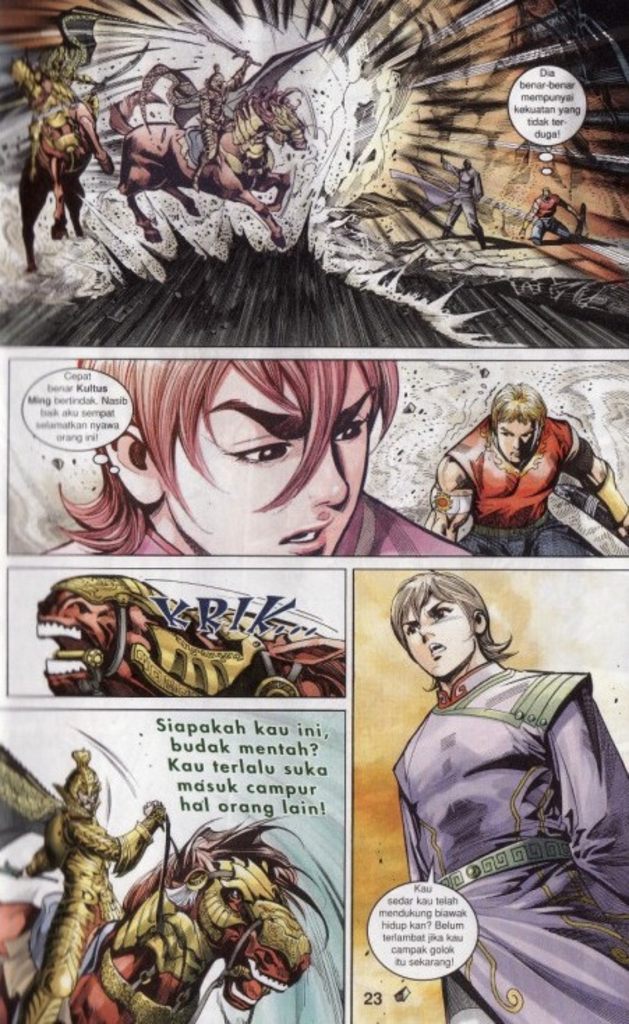 Dia
benar-benar
mempunyai
kekuatan yang
tidak ter-
duga!
Cepat
benar Kultus
Ming bertindak. Nasib
baik aku sempat
selamatkan nyawa
orang ini!
KRIK...
Siapakah kau ini,
budak mentah?
Kau terlalu suka
masuk campur
hal orang lain!
Kau
sedar kau telah
mendukung biawak
hidup kan? Belum
terlambat jika kau
campak golok
itu sekarang!
23